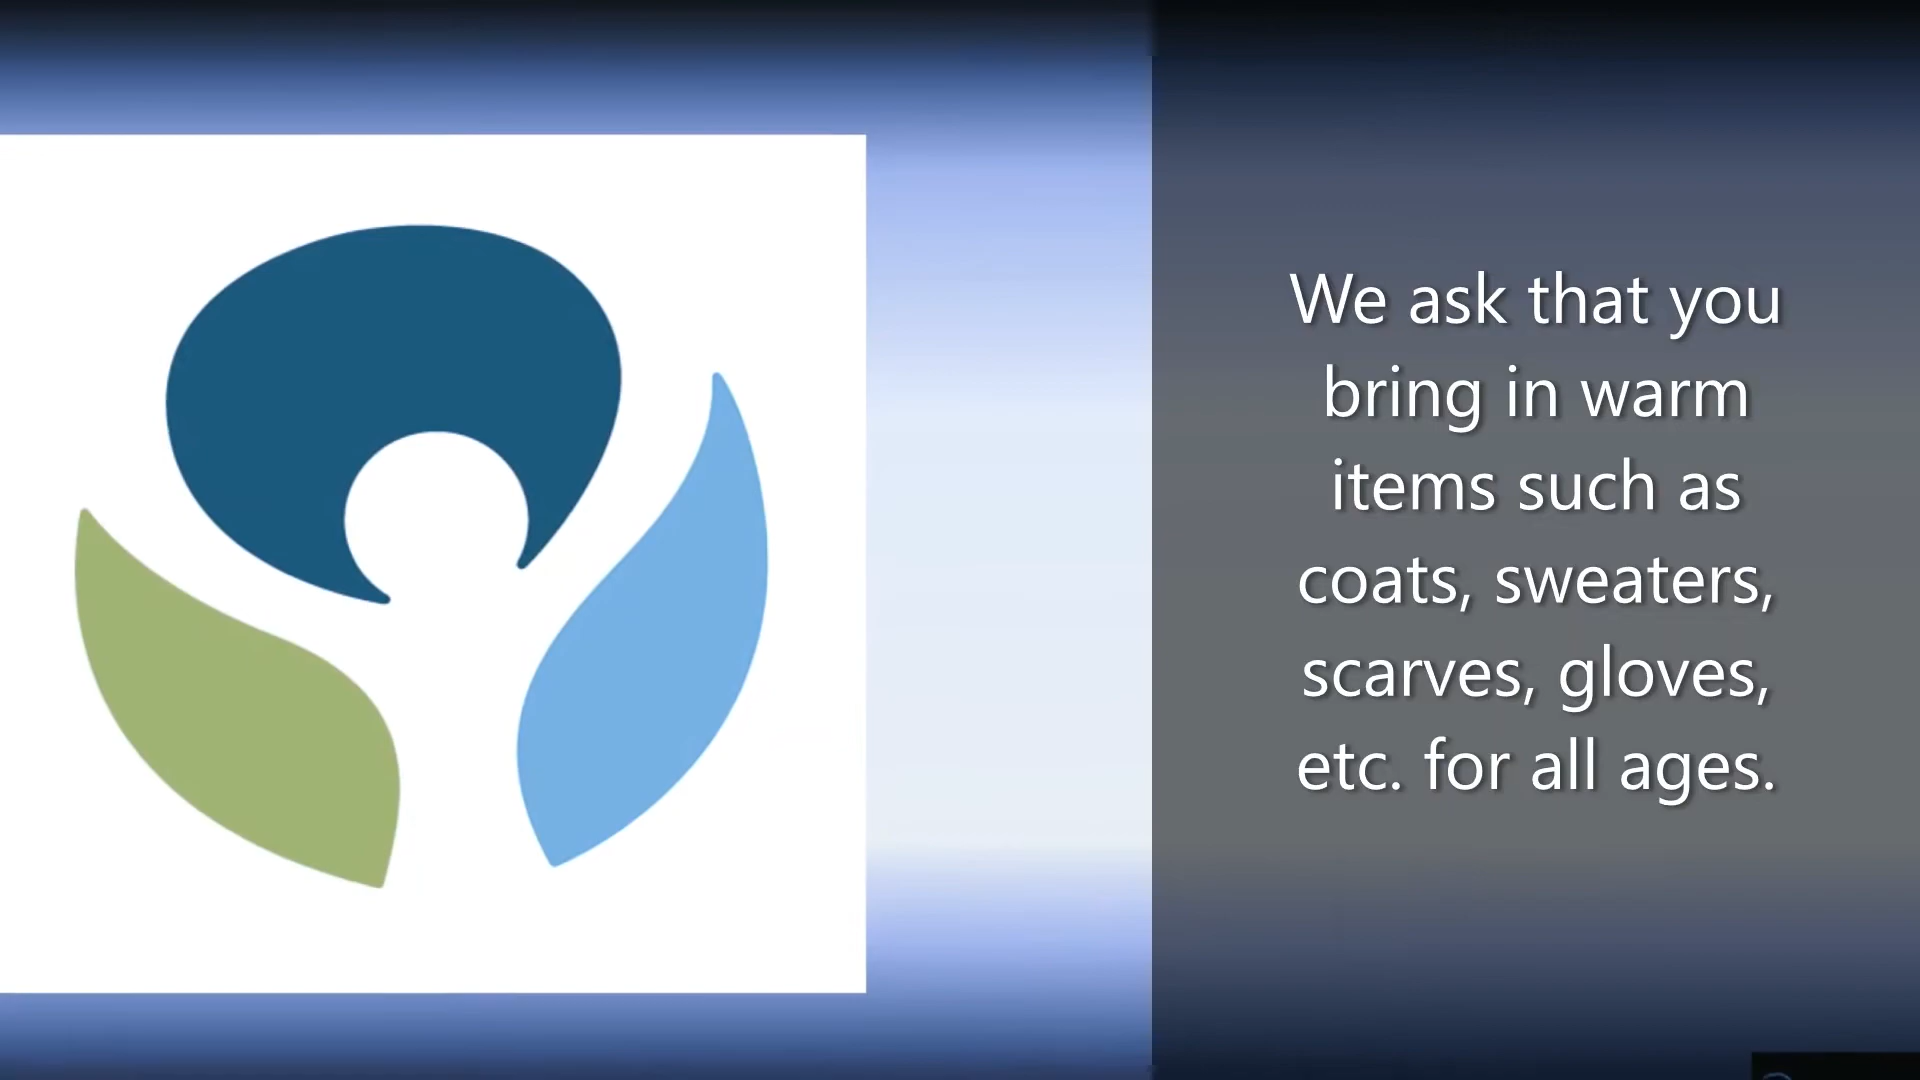 We ask that you
bring in warm
items such as
coats, sweaters,
scarves, gloves,
etc. for all ages.